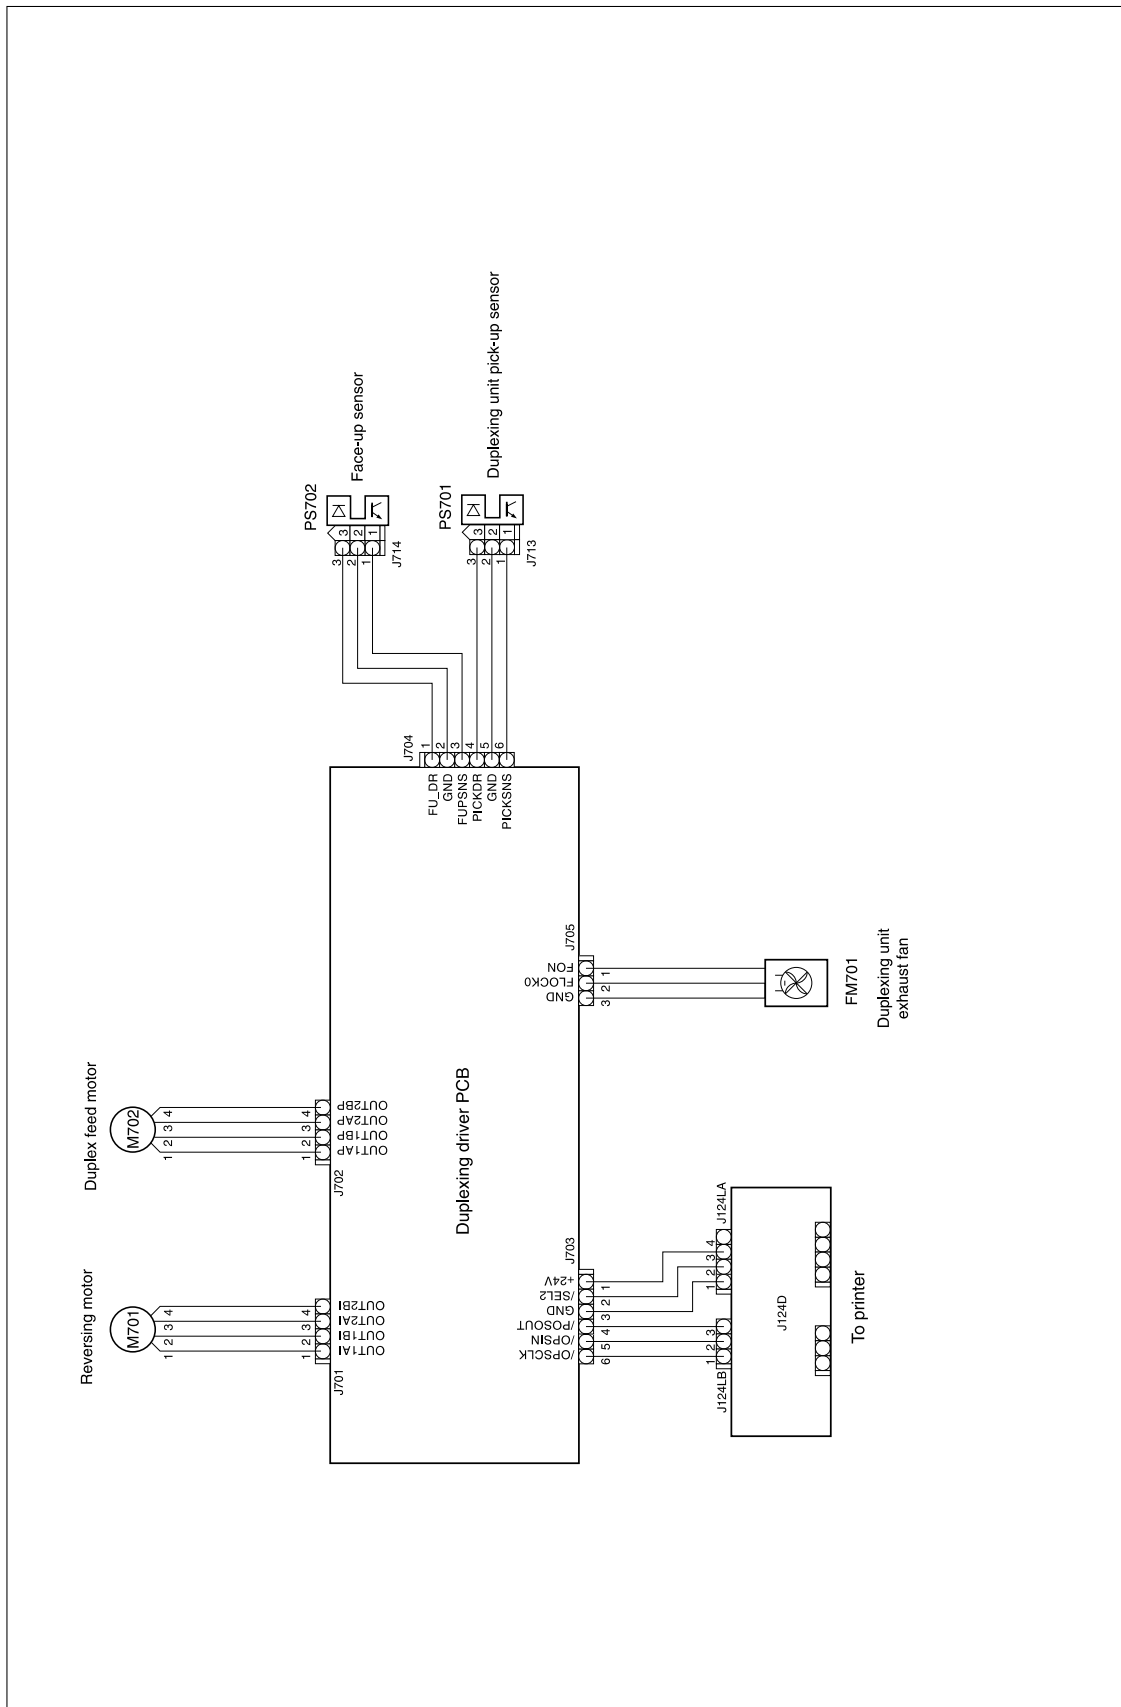 Reversing motor
M701
1 2 3 4
1 2 3 4
J701
OUT1AI
OUT1BI
OUT2AI
OUT2BI
Duplex feed motor
M702
1 2 3 4
1 2 3 4
J702
OUT1AP
OUT1BP
OUT2AP
OUT2BP
Duplexing driver PCB
J704
FU_DR 1
GND 2
FUPSNS 3
PICKDR 4
GND 5
PICKSNS 6
PS702
Face-up sensor
3 2 1
3 2 1
J714
PS701
Duplexing unit pick-up sensor
3 2 1
3 2 1
J713
J703
/OPSCLK 6
/OPSIN 5
/POSOUT 4
GND 3
/SEL2 2
+24V 1
J705
GND 3
FLOCK0 2
FON 1
J124LB
1 2 3
1 2 3 4
J124LA
J124D
To printer
FM701
Duplexing unit
exhaust fan